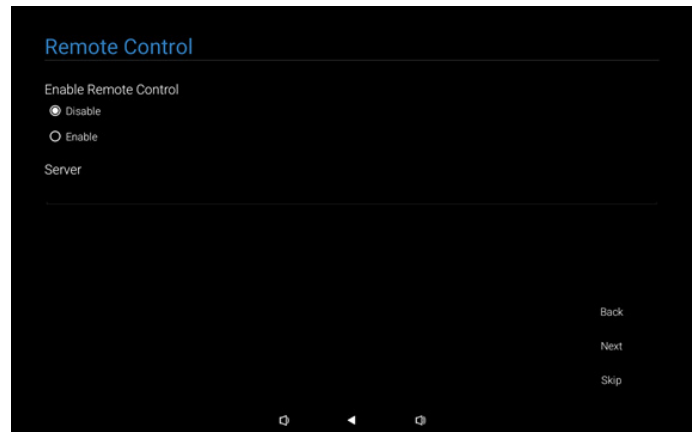 Remote Control
Enable Remote Control
Disable
Enable
Server
Back
Next
Skip